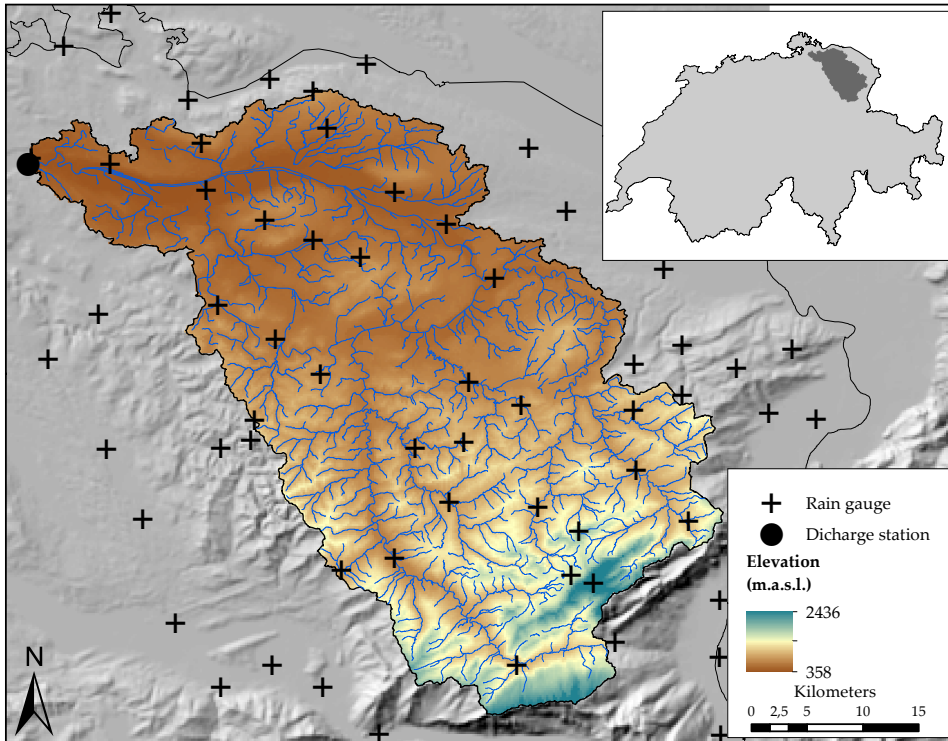 Rain gauge
Dicharge station
Elevation
(m.a.s.l.)
2436
358
Kilometers
0 2,5 5 10 15
N